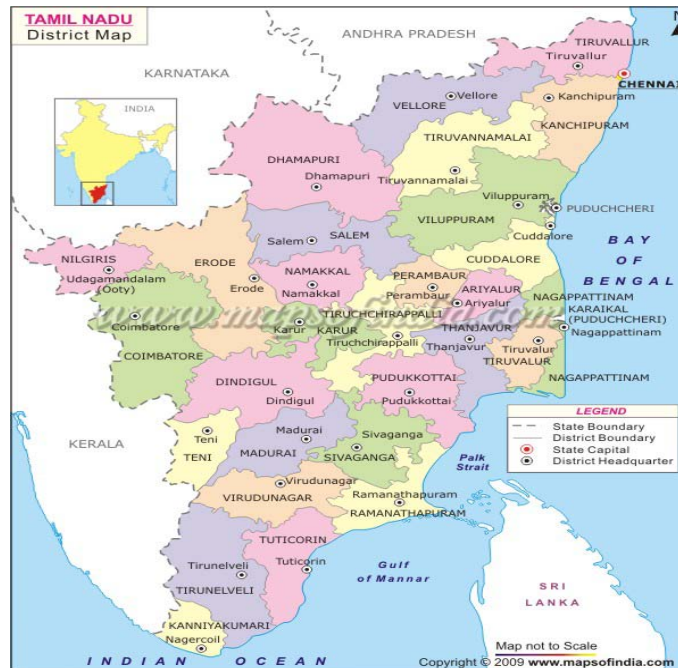 TAMIL NADU
District Map
N
ANDHRA PRADESH
KARNATAKA
INDIA
TIRUVALLUR
Tiruvallur
CHENNAI
VELLORE
Vellore
Kanchipuram
KANCHIPURAM
TIRUVANNAMALAI
Tiruvannamalai
DHAMAPURI
Dhamapuri
Viluppuram
VILUPPURAM
PUDUCHCHERI
Cuddalore
CUDDALORE
SALEM
Salem
NILGIRIS
Udagamandalam
(Ooty)
ERODE
Erode
NAMAKKAL
Namakkal
PERAMBAUR
Perambaur
ARIYALUR
Ariyalur
BAY
OF
BENGAL
www.mapsofindia.com
Coimbatore
COIMBATORE
Karur
KARUR
TIRUCHCHIRAPPALLI
Tiruchchirappalli
THANJAVUR
Thanjavur
NAGAPPATTINAM
KARAIKAL
(PUDUCHCHERI)
Nagappattinam
Tiruvalur
TIRUVALUR
NAGAPPATTINAM
DINDIGUL
Dindigul
PUDUKKOTTAI
Pudukkottai
KERALA
Teni
TENI
Madurai
MADURAI
Sivaganga
SIVAGANGA
Palk
Strait
LEGEND
State Boundary
District Boundary
State Capital
District Headquarter
Virudunagar
VIRUDUNAGAR
Ramanathapuram
RAMANATHAPURAM
TUTICORIN
Tuticorin
Tirunelveli
TIRUNELVELI
Gulf
of Mannar
SRI
LANKA
KANNIYAKUMARI
Nagercoil
INDIAN OCEAN
Map not to Scale
Copyright © 2009 www.mapsofindia.com